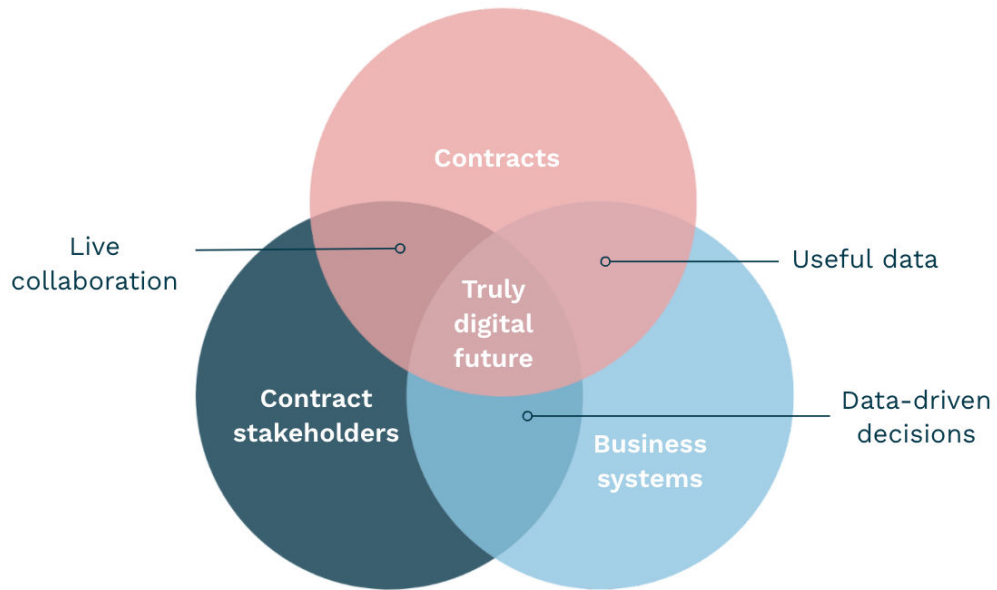 Contracts
Live
collaboration
Useful data
Truly
digital
future
Contract
stakeholders
Data-driven
decisions
Business
systems